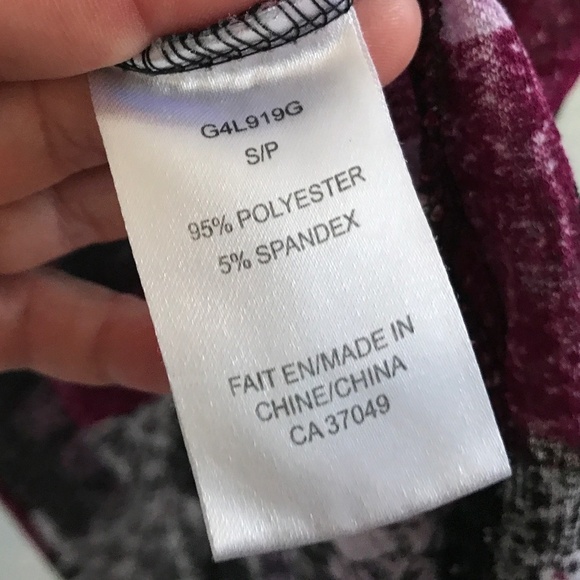 G4L919G
S/P
95% POLYESTER
5% SPANDEX
FAIT EN/MADE IN
CHINE/CHINA
CA 37049